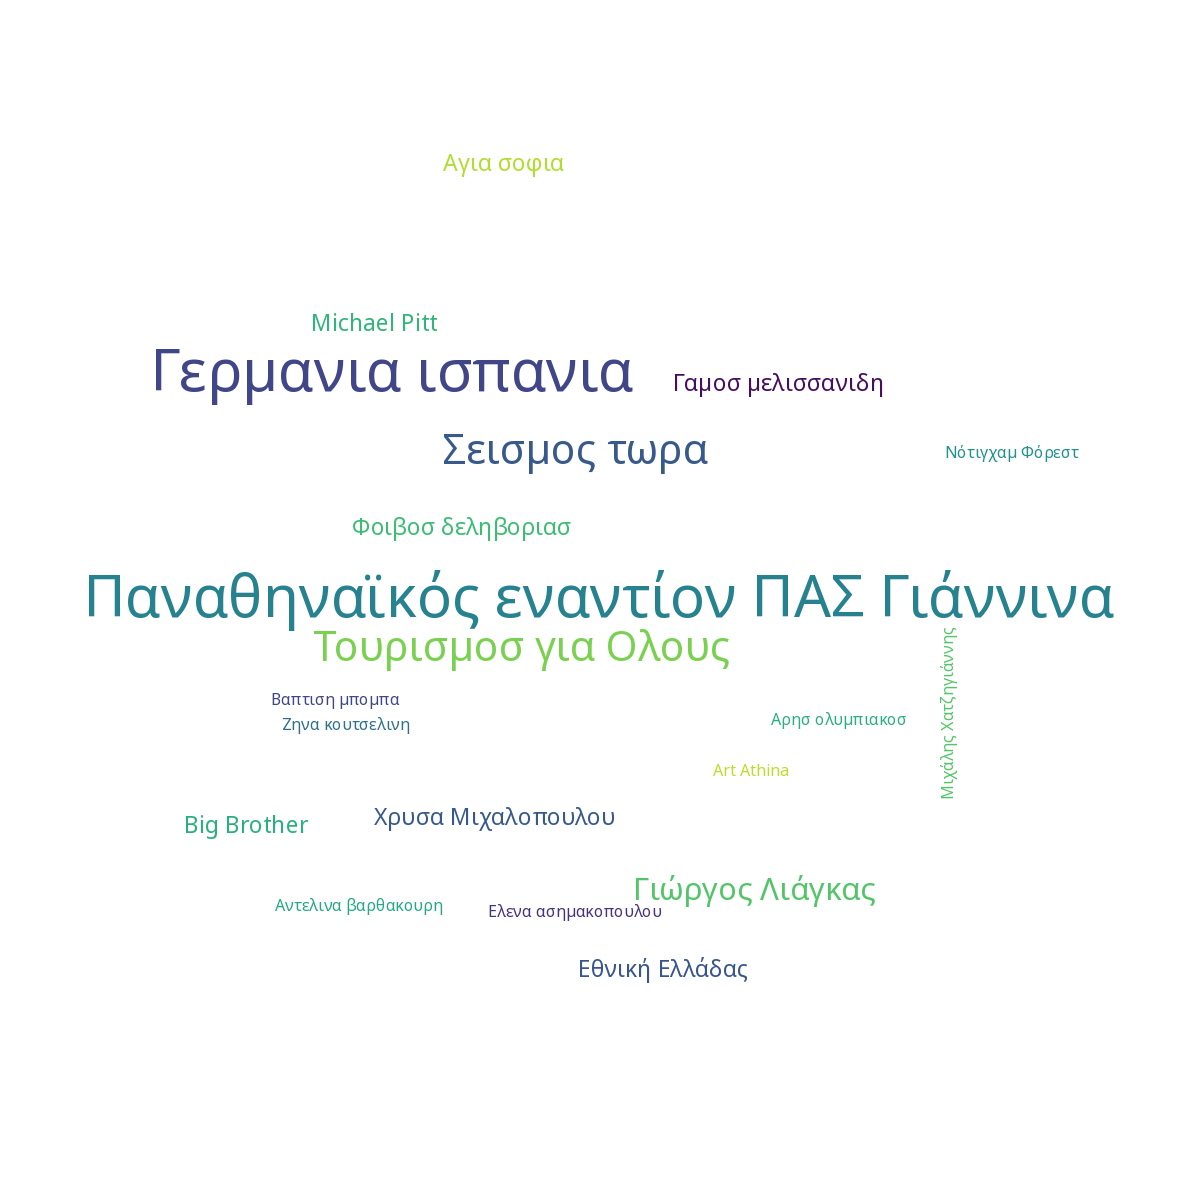 Αγια σοφια
Michael Pitt
Γερμανια ισπανια
Γαμοσ μελισσανιδη
Σεισμος τωρα
Νότιγχαμ Φόρεστ
Φοιβοσ δεληβοριασ
Παναθηναϊκός εναντίον ΠΑΣ Γιάννινα
Τουρισμοσ για Ολους
Μιχάλης Χατζηγιάννης
Βαπτιση μπομπα
Αρησ ολυμπιακοσ
Ζηνα κουτσελινη
Art Athina
Χρυσα Μιχαλοπουλου
Big Brother
Γιώργος Λιάγκας
Αντελινα βαρθακουρη
Ελενα ασημακοπουλου
Εθνική Ελλάδας